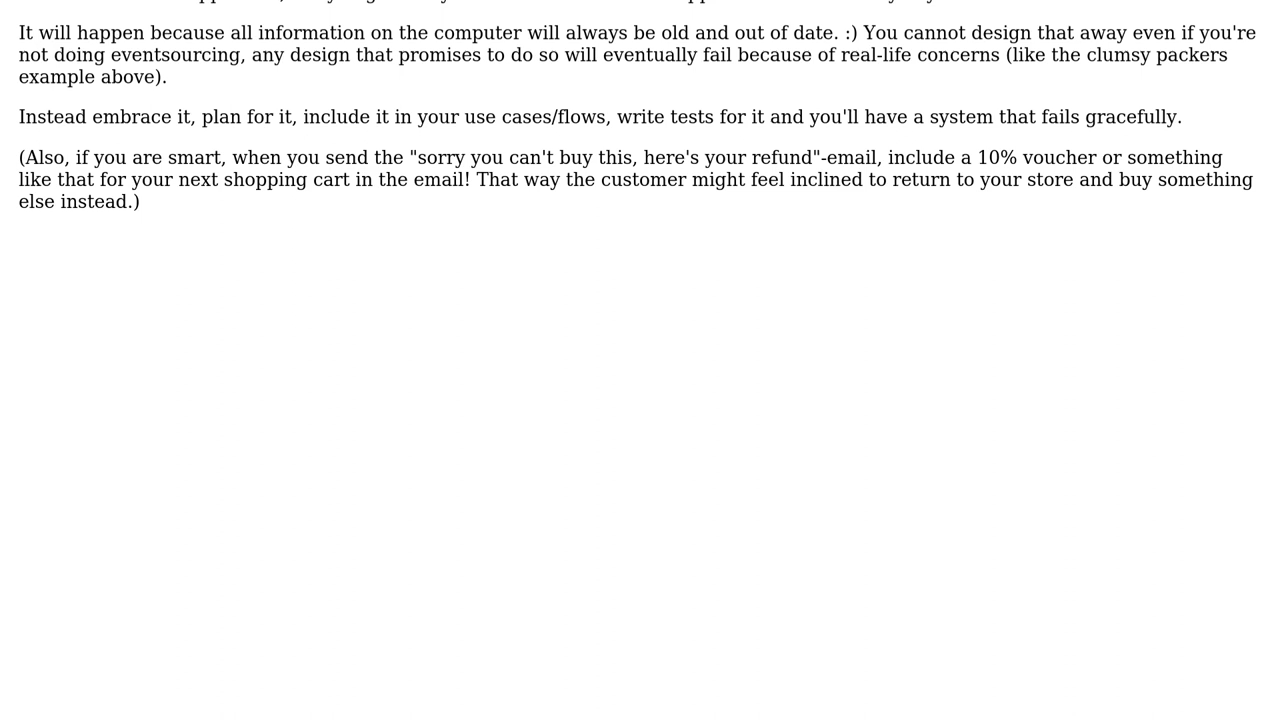 It will happen because all information on the computer will always be old and out of date. :) You cannot design that away even if you're
not doing eventsourcing, any design that promises to do so will eventually fail because of real-life concerns (like the clumsy packers
example above).
Instead embrace it, plan for it, include it in your use cases/flows, write tests for it and you'll have a system that fails gracefully.
(Also, if you are smart, when you send the "sorry you can't buy this, here's your refund"-email, include a 10% voucher or something
like that for your next shopping cart in the email! That way the customer might feel inclined to return to your store and buy something
else instead.)